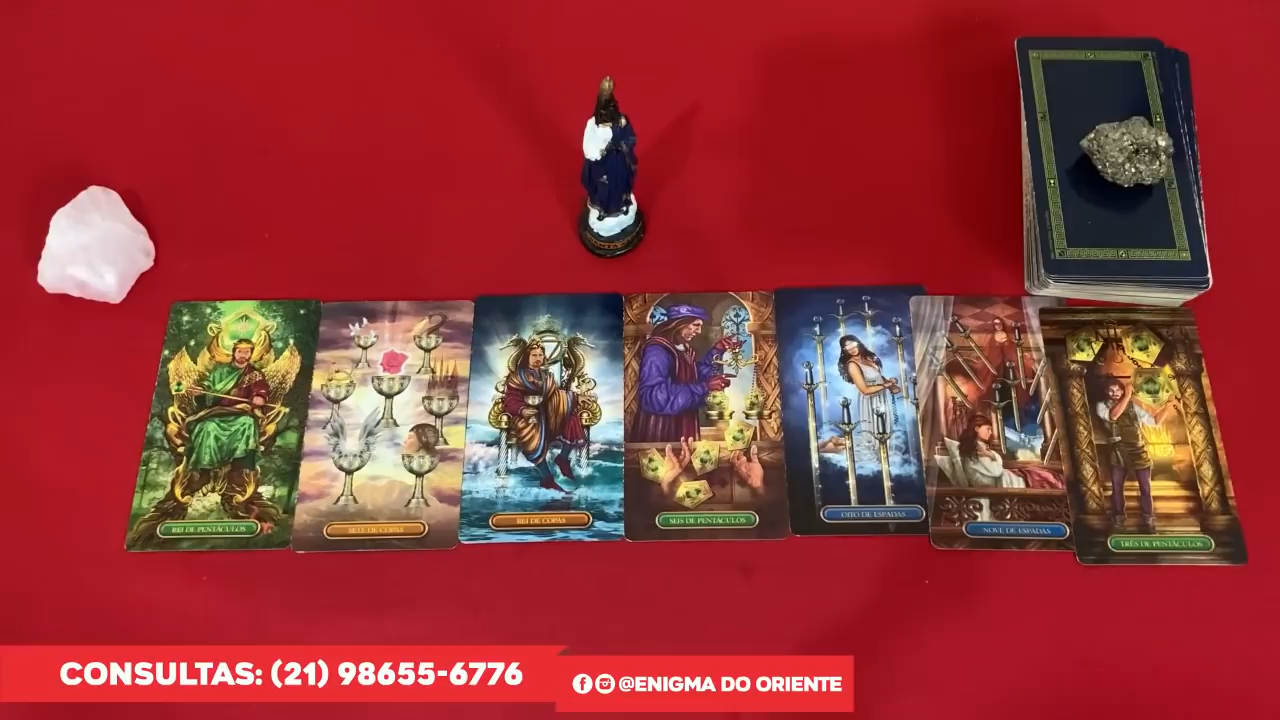 REI DE PENTÁCULOS
SETE DE COPAS
REI DE COPAS
SEIS DE PENTÁCULOS
OITO DE ESPADAS
NOVE DE ESPADAS
TRÊS DE PENTÁCULOS
CONSULTAS: (21) 98655-6776
@ENIGMA DO ORIENTE